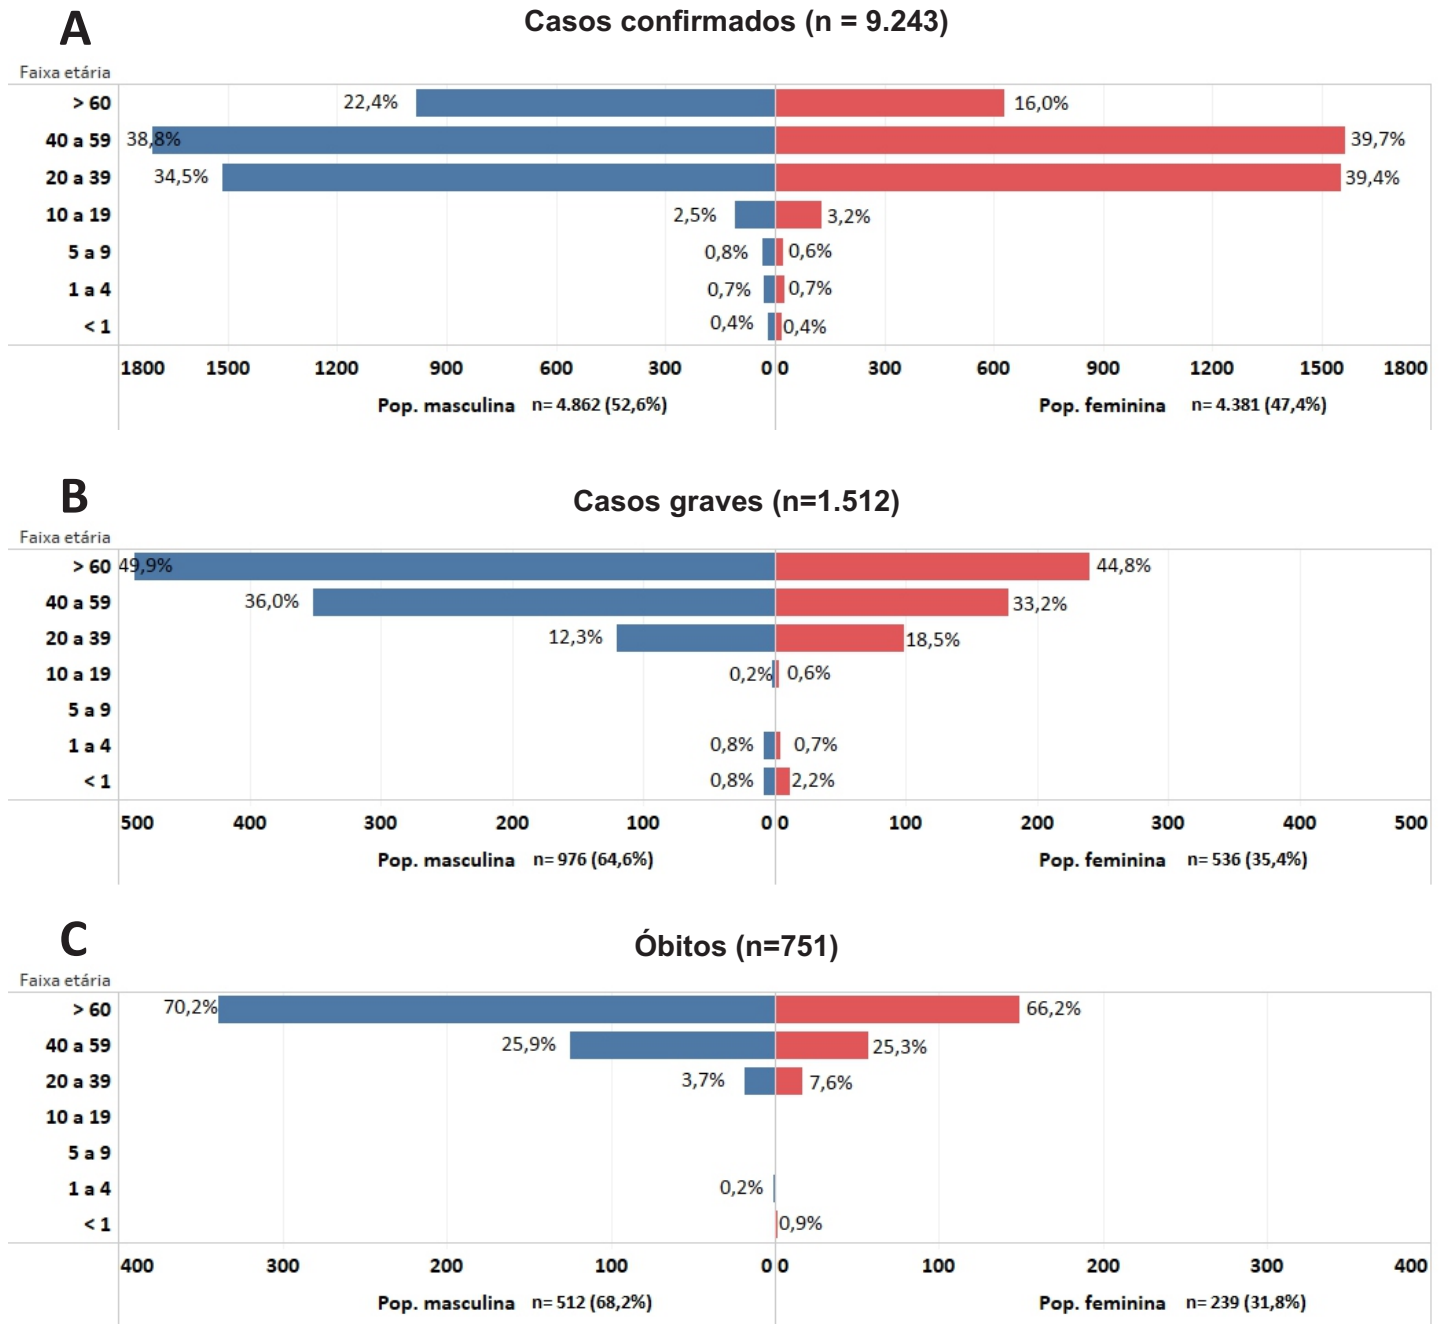 A
Casos confirmados (n = 9.243)
Faixa etária
> 60 22,4% 16,0%
40 a 59 38,8% 39,7%
20 a 39 34,5% 39,4%
10 a 19 2,5% 3,2%
5 a 9 0,8% 0,6%
1 a 4 0,7% 0,7%
< 1 0,4% 0,4%
1800 1500 1200 900 600 300 0 0 300 600 900 1200 1500 1800
Pop. masculina n= 4.862 (52,6%) Pop. feminina n= 4.381 (47,4%)
B
Casos graves (n=1.512)
Faixa etária
> 60 49,9% 44,8%
40 a 59 36,0% 33,2%
20 a 39 12,3% 18,5%
10 a 19 0,2% 0,6%
5 a 9
1 a 4 0,8% 0,7%
< 1 0,8% 2,2%
500 400 300 200 100 0 0 100 200 300 400 500
Pop. masculina n= 976 (64,6%) Pop. feminina n= 536 (35,4%)
C
Óbitos (n=751)
Faixa etária
> 60 70,2% 66,2%
40 a 59 25,9% 25,3%
20 a 39 3,7% 7,6%
10 a 19
5 a 9
1 a 4 0,2%
< 1 0,9%
400 300 200 100 0 0 100 200 300 400
Pop. masculina n= 512 (68,2%) Pop. feminina n= 239 (31,8%)